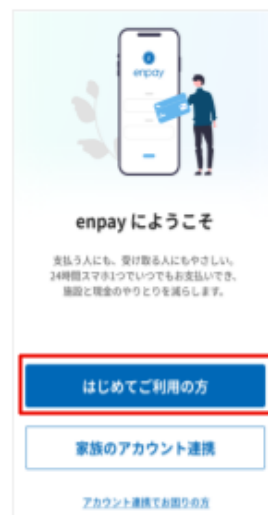 enpay
enpay にようこそ
支払う人にも、受け取る人にもやさしい。
24時間スマホ1つでいつでもお支払いでき、
施設と現金のやりとりを減らします。
はじめてご利用の方
家族のアカウント連携
アカウント連携でお困りの方